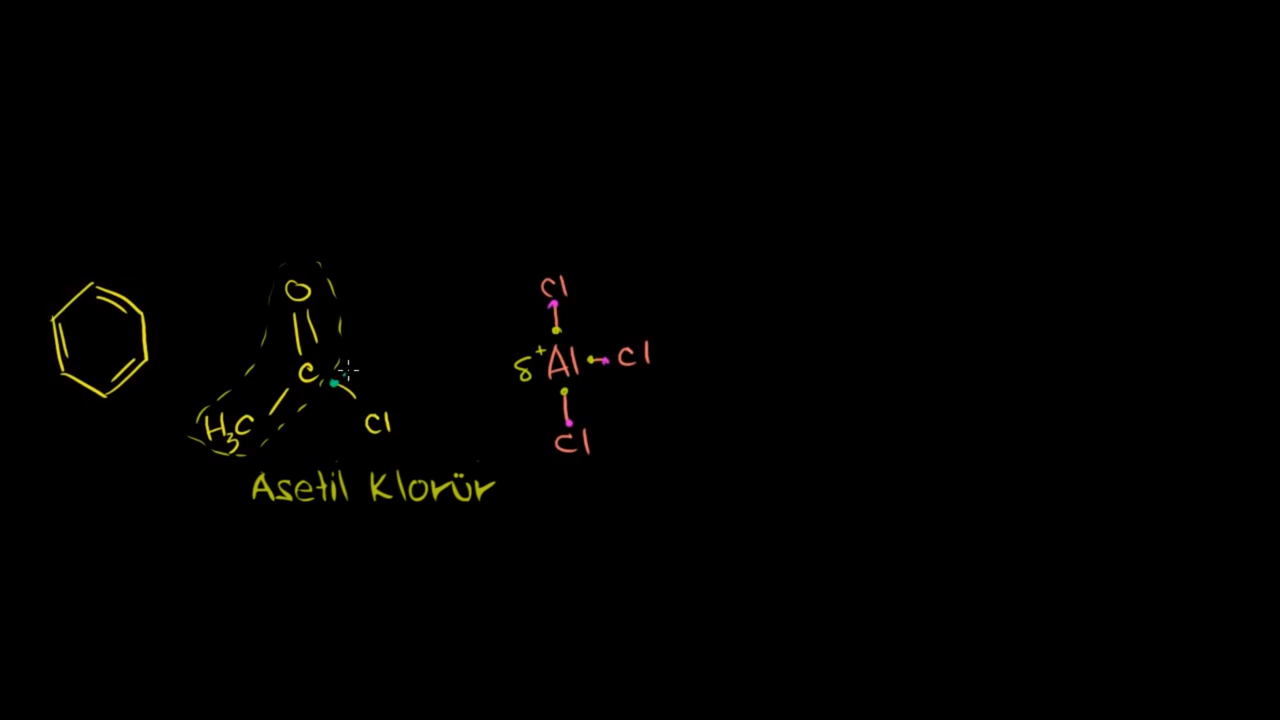 O
C
H₃C
Cl
Asetil Klorür
Cl
δ⁺ Al Cl
Cl